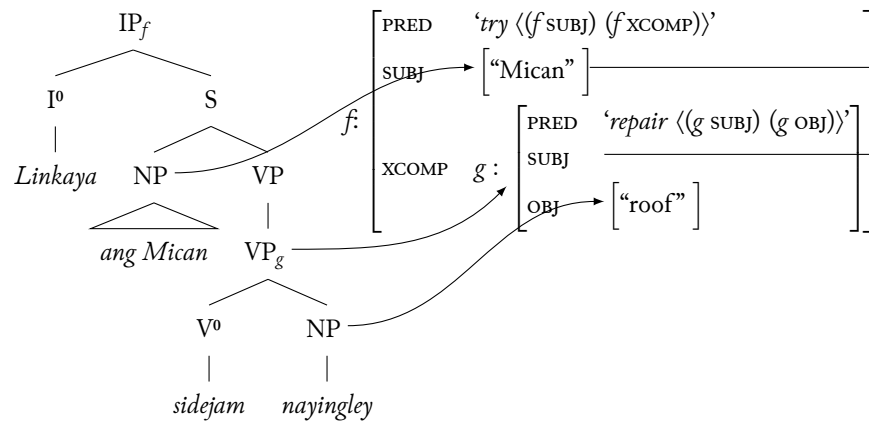 IP_f
PRED ‘try ⟨(f SUBJ) (f XCOMP)⟩’
SUBJ [“Mican”]
I⁰ S
f:
PRED ‘repair ⟨(g SUBJ) (g OBJ)⟩’
SUBJ
Linkaya NP VP XCOMP g :
OBJ [“roof”]
ang Mican VP_g
V⁰ NP
sidejam nayingley